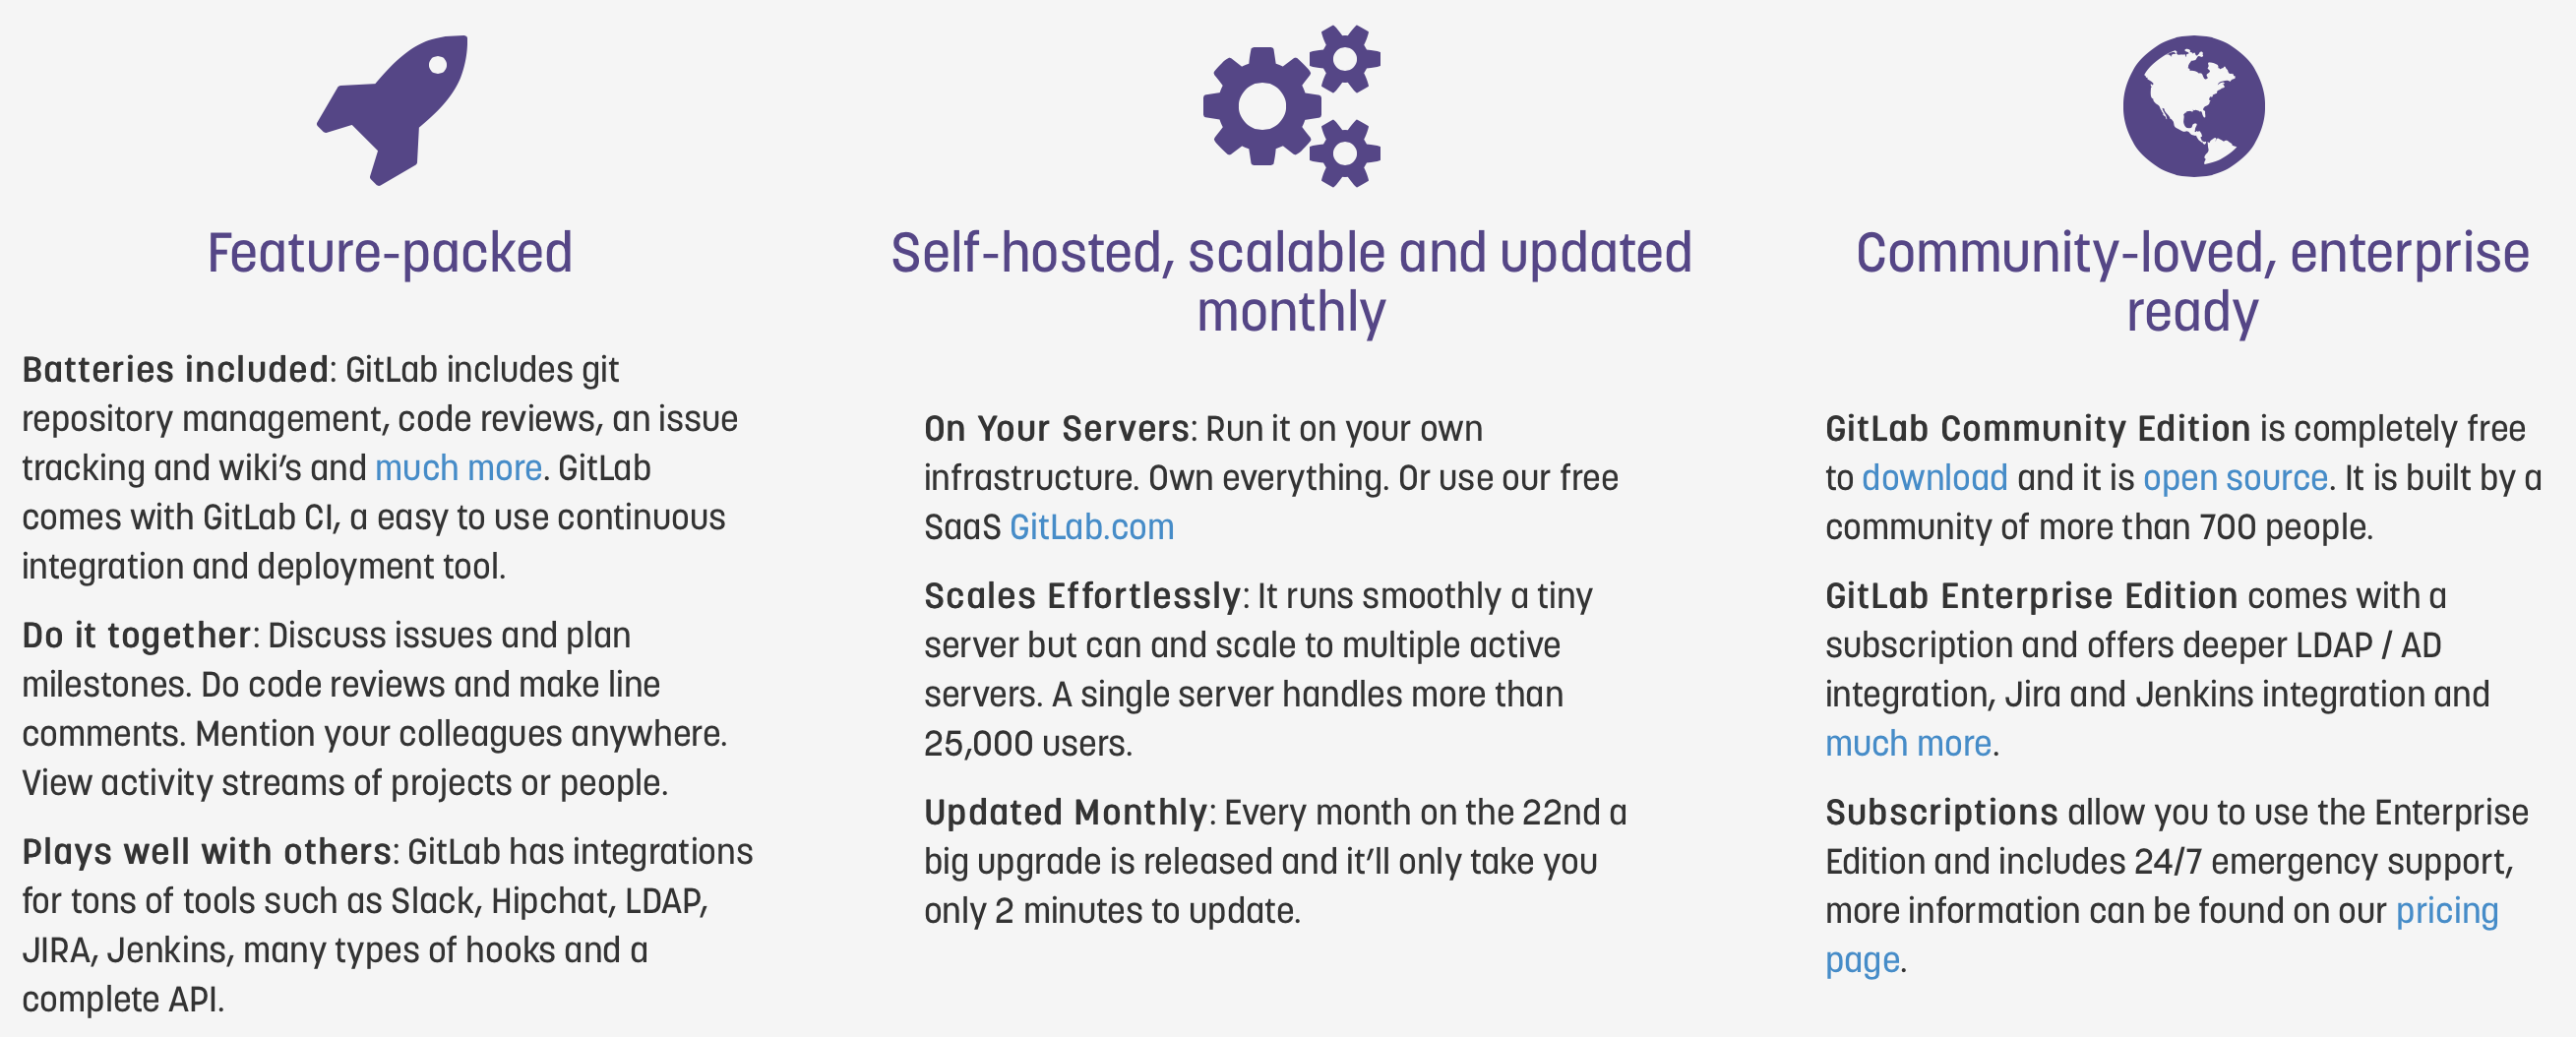 Feature-packed
Batteries included: GitLab includes git
repository management, code reviews, an issue
tracking and wiki’s and much more. GitLab
comes with GitLab CI, a easy to use continuous
integration and deployment tool.
Do it together: Discuss issues and plan
milestones. Do code reviews and make line
comments. Mention your colleagues anywhere.
View activity streams of projects or people.
Plays well with others: GitLab has integrations
for tons of tools such as Slack, Hipchat, LDAP,
JIRA, Jenkins, many types of hooks and a
complete API.
Self-hosted, scalable and updated
monthly
On Your Servers: Run it on your own
infrastructure. Own everything. Or use our free
SaaS GitLab.com
Scales Effortlessly: It runs smoothly a tiny
server but can and scale to multiple active
servers. A single server handles more than
25,000 users.
Updated Monthly: Every month on the 22nd a
big upgrade is released and it’ll only take you
only 2 minutes to update.
Community-loved, enterprise
ready
GitLab Community Edition is completely free
to download and it is open source. It is built by a
community of more than 700 people.
GitLab Enterprise Edition comes with a
subscription and offers deeper LDAP / AD
integration, Jira and Jenkins integration and
much more.
Subscriptions allow you to use the Enterprise
Edition and includes 24/7 emergency support,
more information can be found on our pricing
page.